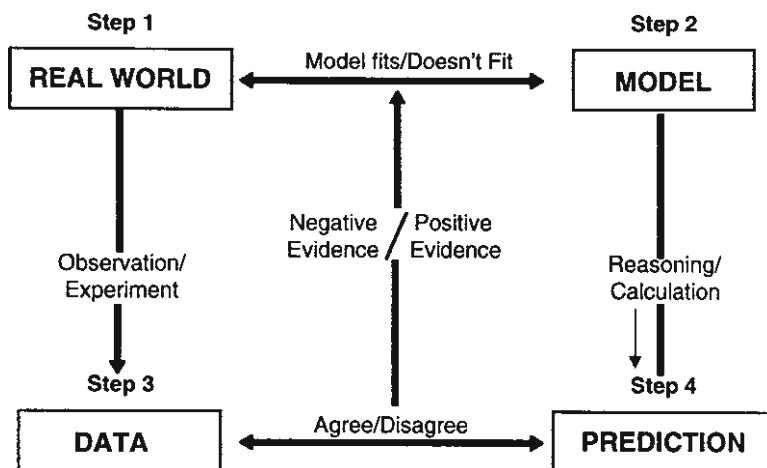 Step 1
Step 2
REAL WORLD
Model fits/Doesn't Fit
MODEL
Negative / Positive
Evidence Evidence
Observation/
Experiment
Reasoning/
Calculation
Step 3
Step 4
DATA
Agree/Disagree
PREDICTION